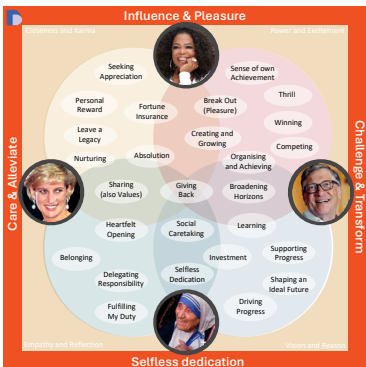 Influence & Pleasure
Closeness and Karma
Power and Excitement
Seeking
Appreciation
Sense of own
Achievement
Personal
Reward
Fortune
Insurance
Break Out
(Pleasure)
Thrill
Winning
Leave a
Legacy
Creating and
Growing
Competing
Nurturing
Absolution
Organising
and Achieving
Care & Alleviate
Challenge & Transform
Sharing
(also Values)
Giving
Back
Broadening
Horizons
Heartfelt
Opening
Social
Caretaking
Learning
Belonging
Investment
Supporting
Progress
Delegating
Responsibility
Selfless
Dedication
Shaping an
Ideal Future
Fulfilling
My Duty
Driving
Progress
Empathy and Reflection
Vision and Reason
Selfless dedication